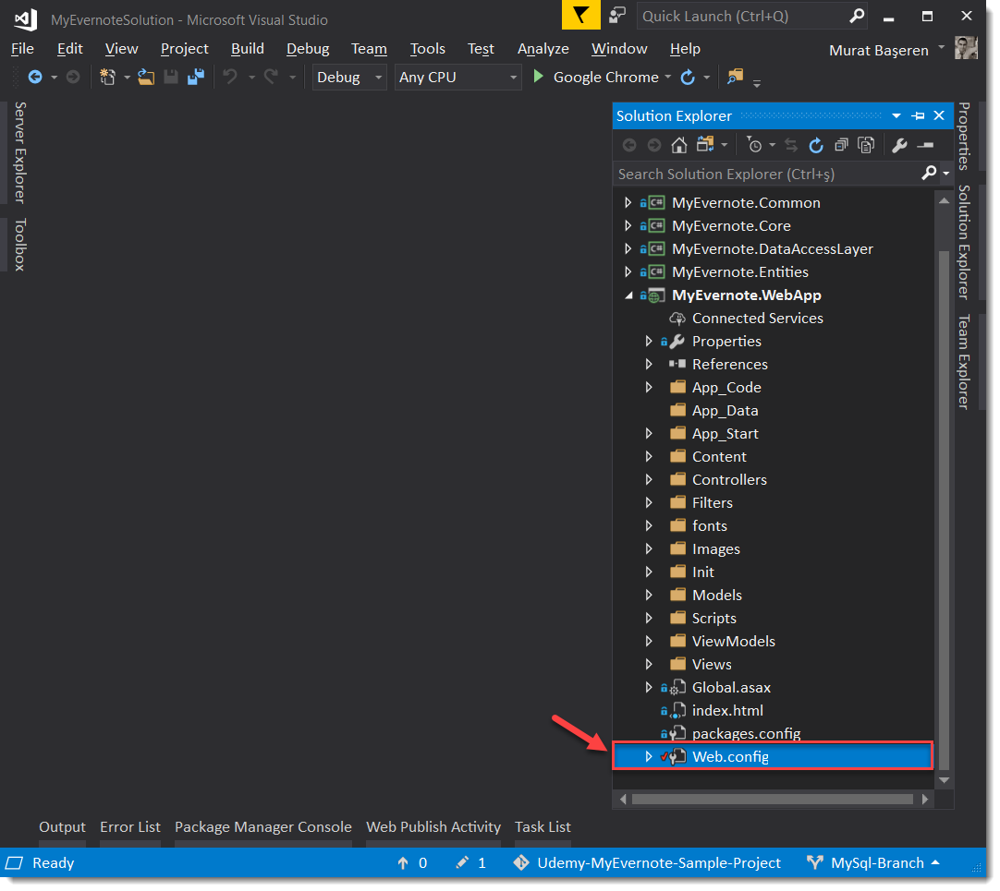 MyEvernoteSolution - Microsoft Visual Studio
Quick Launch (Ctrl+Q)
File Edit View Project Build Debug Team Tools Test Analyze Window Help Murat Başeren
Debug Any CPU Google Chrome
Server Explorer
Toolbox
Solution Explorer
Search Solution Explorer (Ctrl+ş)
C# MyEvernote.Common
C# MyEvernote.Core
C# MyEvernote.DataAccessLayer
C# MyEvernote.Entities
MyEvernote.WebApp
Connected Services
Properties
References
App_Code
App_Data
App_Start
Content
Controllers
Filters
fonts
Images
Init
Models
Scripts
ViewModels
Views
Global.asax
index.html
packages.config
Web.config
Properties
Solution Explorer
Team Explorer
Output Error List Package Manager Console Web Publish Activity Task List
Ready 0 1 Udemy-MyEvernote-Sample-Project MySql-Branch